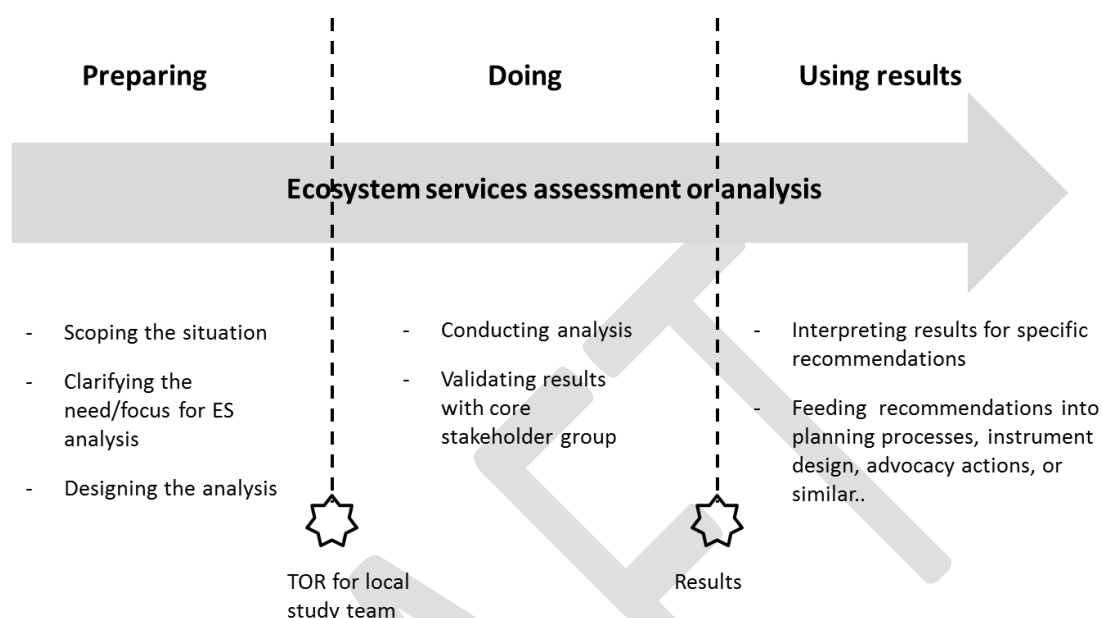 Preparing
Doing
Using results
Ecosystem services assessment or analysis
- Scoping the situation
- Clarifying the
need/focus for ES
analysis
- Designing the analysis
- Conducting analysis
- Validating results
with core
stakeholder group
- Interpreting results for specific
recommendations
- Feeding recommendations into
planning processes, instrument
design, advocacy actions, or
similar..
TOR for local
study team
Results